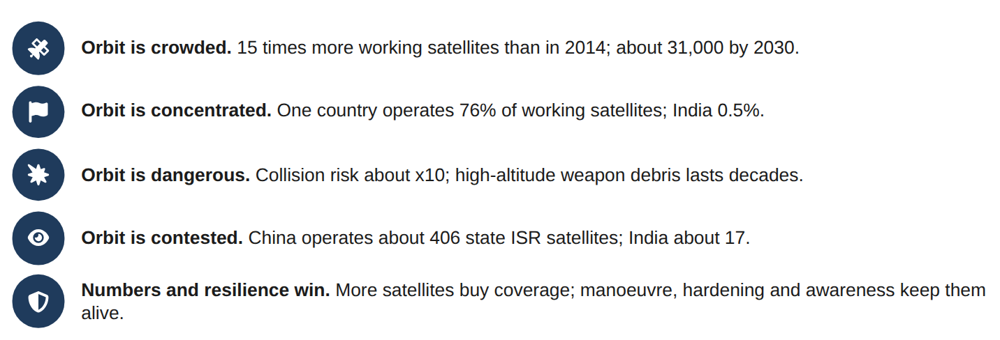 Orbit is crowded. 15 times more working satellites than in 2014; about 31,000 by 2030.
Orbit is concentrated. One country operates 76% of working satellites; India 0.5%.
Orbit is dangerous. Collision risk about x10; high-altitude weapon debris lasts decades.
Orbit is contested. China operates about 406 state ISR satellites; India about 17.
Numbers and resilience win. More satellites buy coverage; manoeuvre, hardening and awareness keep them
alive.